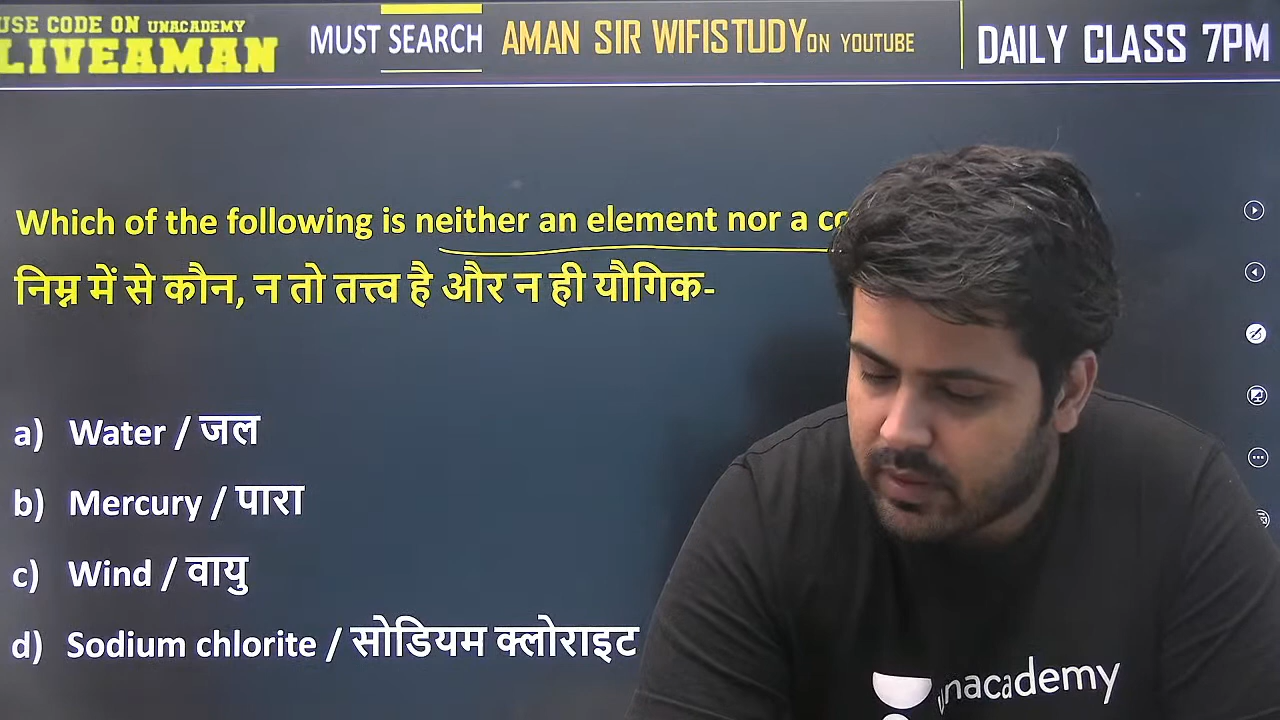 USE CODE ON UNACADEMY
LIVEAMAN
MUST SEARCH AMAN SIR WIFISTUDY ON YOUTUBE
DAILY CLASS 7PM
Which of the following is neither an element nor a
निम्न में से कौन, न तो तत्त्व है और न ही यौगिक-
a) Water / जल
b) Mercury / पारा
c) Wind / वायु
d) Sodium chlorite / सोडियम क्लोराइट
unacademy